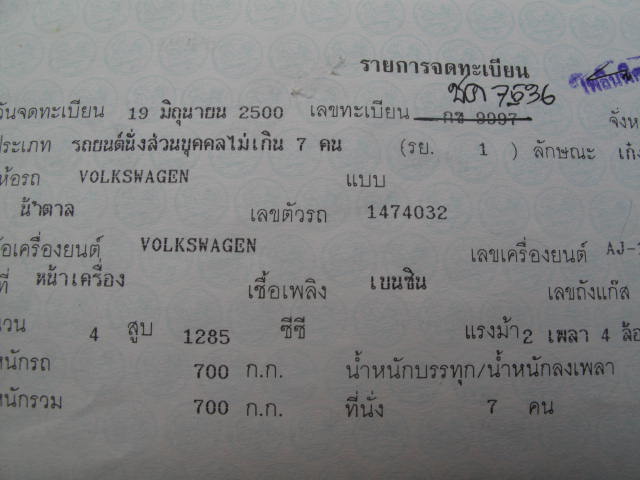 รายการจดทะเบียน
วันจดทะเบียน 19 มิถุนายน 2500 เลขทะเบียน กข 9997 7536 จังห
ประเภท รถยนต์นั่งส่วนบุคคลไม่เกิน 7 คน (รย. 1 ) ลักษณะ เก๋ง
ห้อรถ VOLKSWAGEN แบบ
น้ำตาล เลขตัวรถ 1474032
ห้อเครื่องยนต์ VOLKSWAGEN เลขเครื่องยนต์ AJ-
ที่ หน้าเครื่อง เชื้อเพลิง เบนซิน เลขถังแก๊ส
นวน 4 สูบ 1285 ซีซี แรงม้า 2 เพลา 4 ล้อ
หนักรถ 700 ก.ก. น้ำหนักบรรทุก/น้ำหนักลงเพลา
หนักรวม 700 ก.ก. ที่นั่ง 7 คน